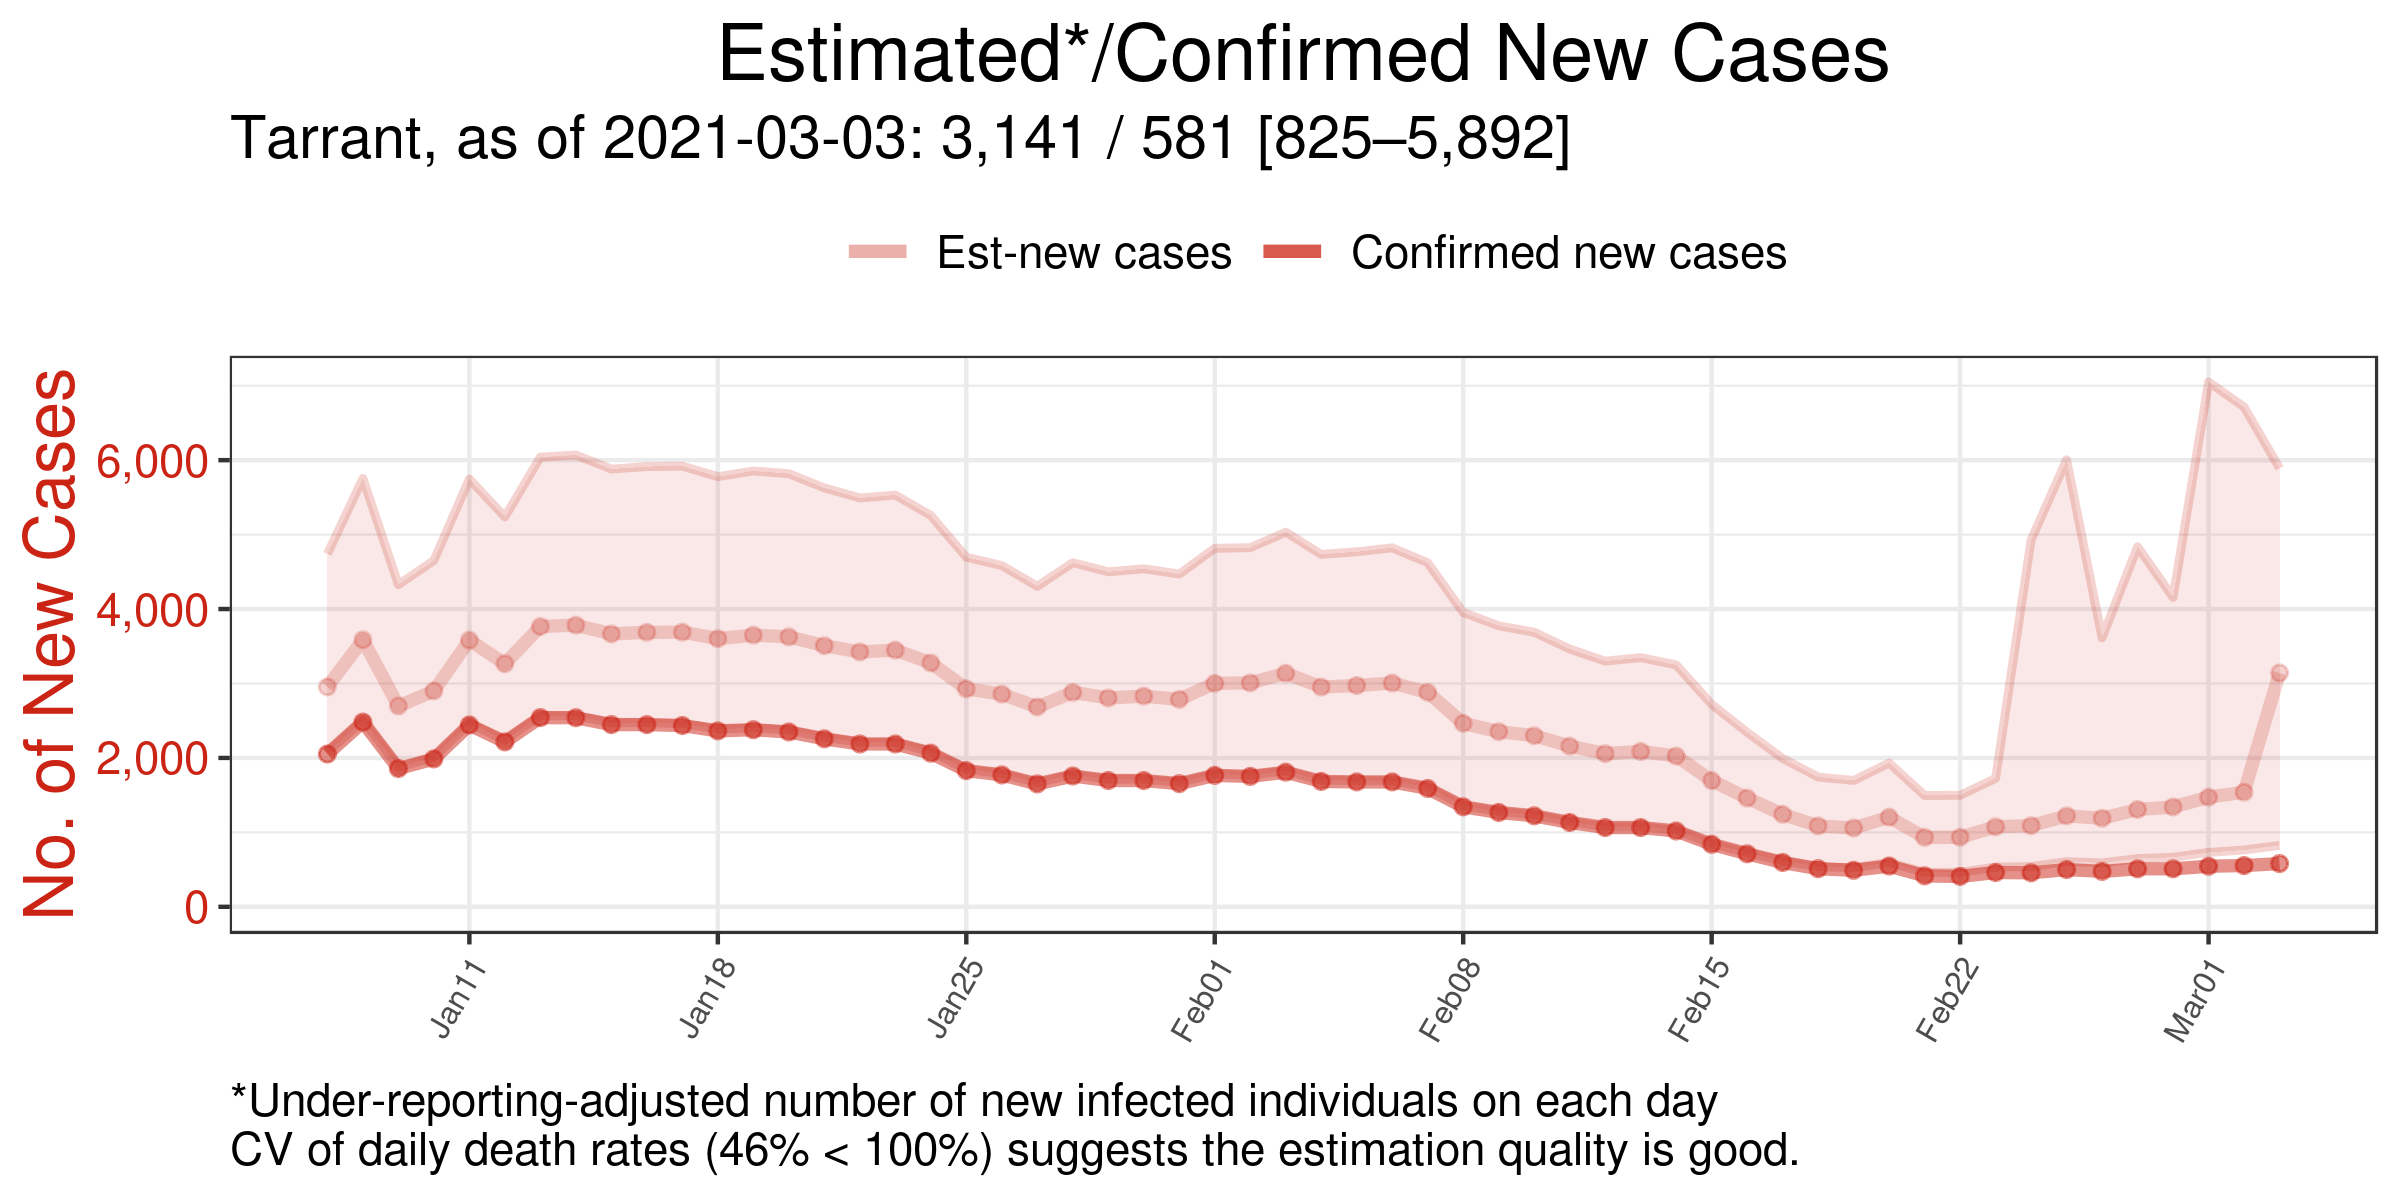 Estimated*/Confirmed New Cases
Tarrant, as of 2021-03-03: 3,141 / 581 [825–5,892]
Est-new cases
Confirmed new cases
No. of New Cases
6,000
4,000
2,000
0
Jan11
Jan18
Jan25
Feb01
Feb08
Feb15
Feb22
Mar01
*Under-reporting-adjusted number of new infected individuals on each day
CV of daily death rates (46% < 100%) suggests the estimation quality is good.